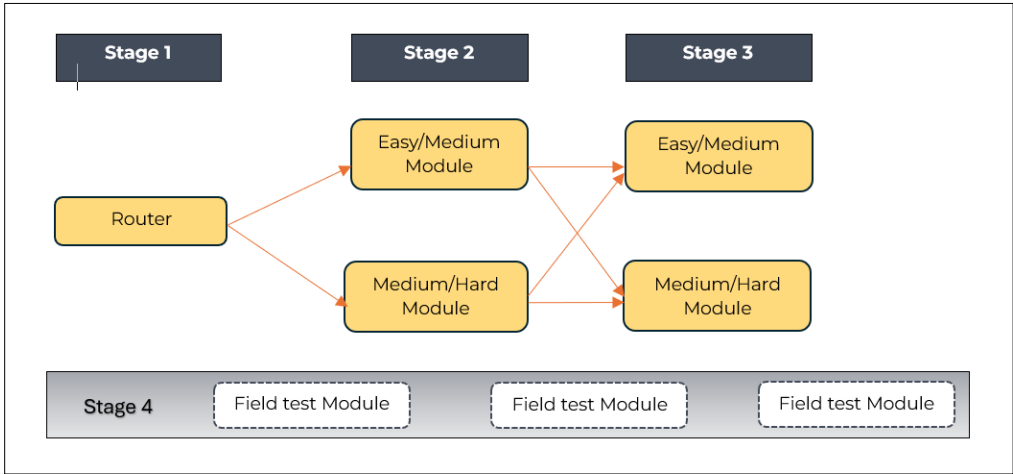 Stage 1
Stage 2
Stage 3
Easy/Medium
Module
Easy/Medium
Module
Router
Medium/Hard
Module
Medium/Hard
Module
Stage 4
Field test Module
Field test Module
Field test Module